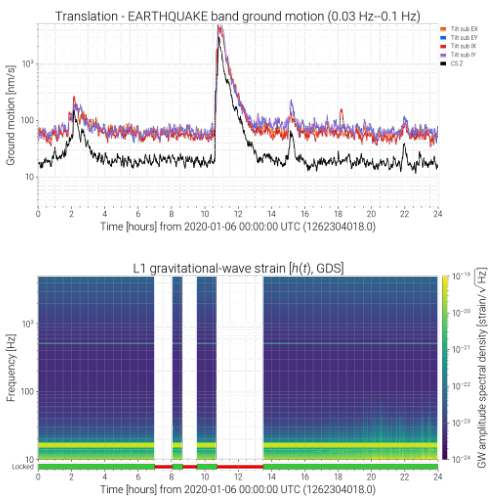 Translation - EARTHQUAKE band ground motion (0.03 Hz--0.1 Hz)
Ground motion [nm/s]
10³
100
10
Tilt sub EX
Tilt sub EY
Tilt sub IX
Tilt sub IY
CS Z
0 2 4 6 8 10 12 14 16 18 20 22 24
Time [hours] from 2020-01-06 00:00:00 UTC (1262304018.0)
L1 gravitational-wave strain [h(t), GDS]
Frequency [Hz]
10³
100
10
Locked
0 2 4 6 8 10 12 14 16 18 20 22 24
Time [hours] from 2020-01-06 00:00:00 UTC (1262304018.0)
10⁻¹⁹
10⁻²⁰
10⁻²¹
10⁻²²
10⁻²³
10⁻²⁴
GW amplitude spectral density [strain/√Hz]